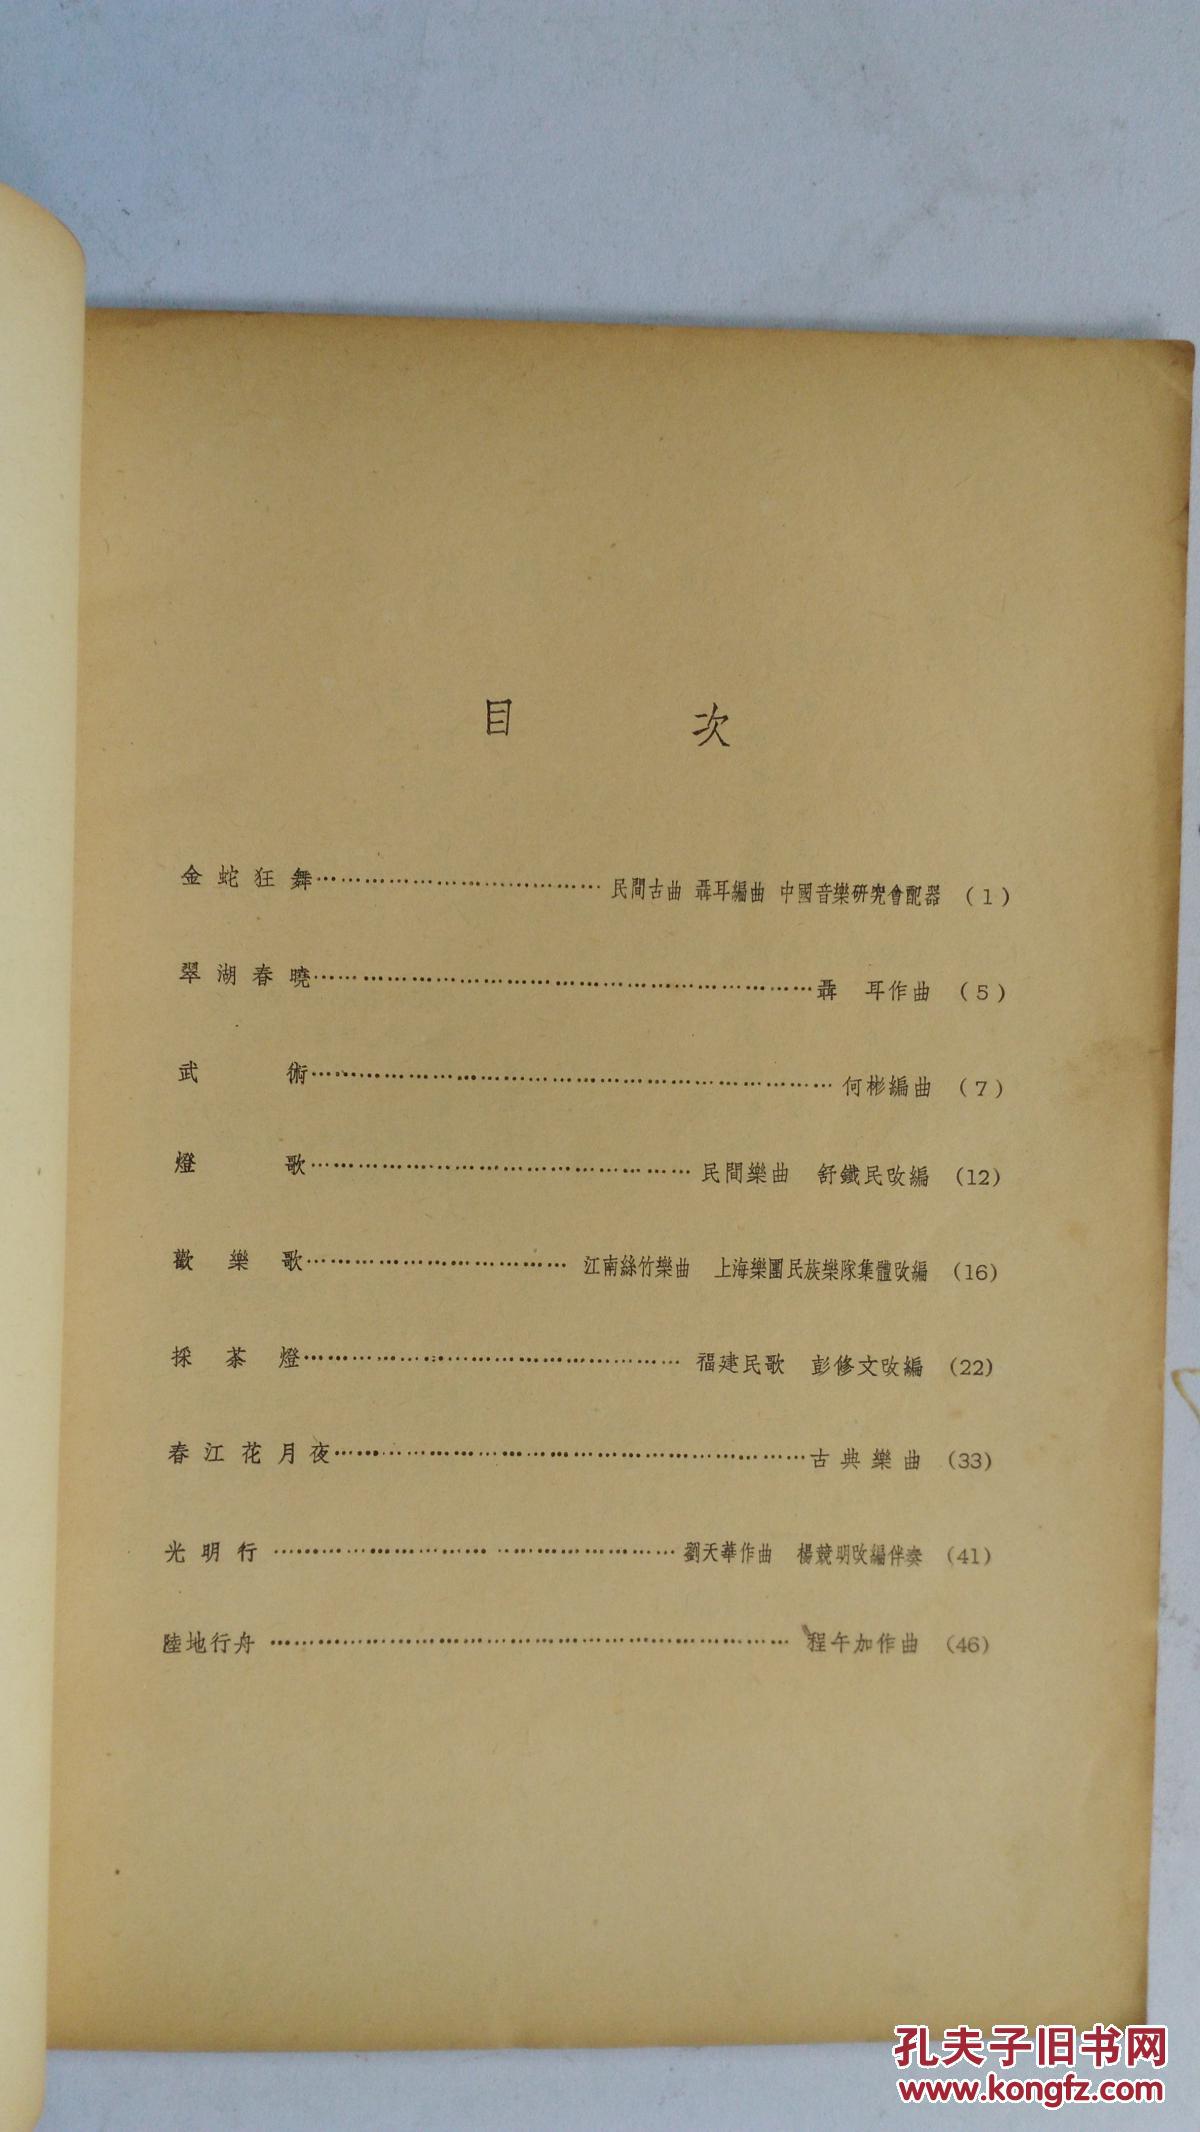 目　次
金蛇狂舞…………………………………民間古曲 聶耳編曲 中國音樂研究會配器 (1)
翠湖春曉…………………………………聶　耳作曲 (5)
武　術…………………………………何彬編曲 (7)
燈　歌…………………………………民間樂曲　舒鐵民改編 (12)
歡樂歌…………………………………江南絲竹樂曲　上海樂團民族樂隊集體改編 (16)
採茶燈…………………………………福建民歌　彭修文改編 (22)
春江花月夜…………………………………古典樂曲 (33)
光明行…………………………………劉天華作曲　楊競明改編伴奏 (41)
陸地行舟…………………………………程午加作曲 (46)
孔夫子旧书网
www.kongfz.com